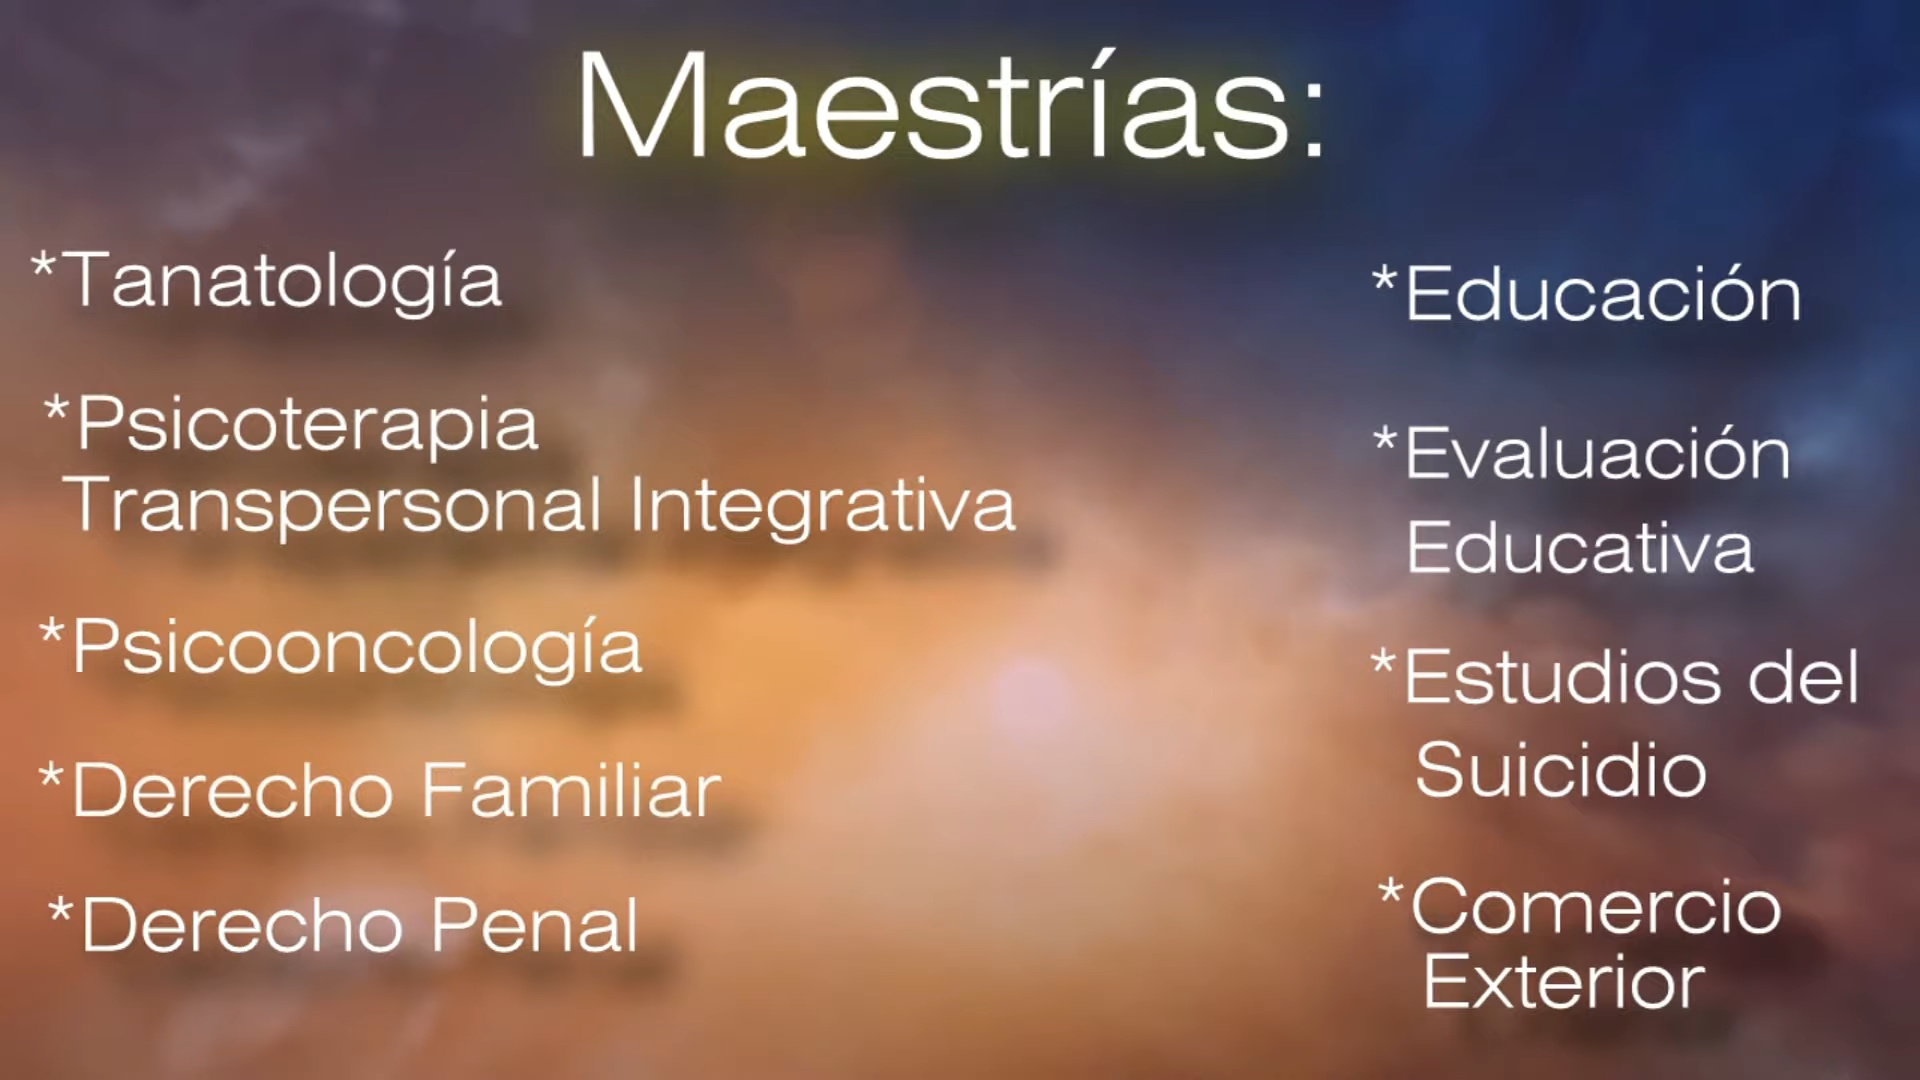 Maestrías:
*Tanatología
*Psicoterapia
Transpersonal Integrativa
*Psicooncología
*Derecho Familiar
*Derecho Penal
*Educación
*Evaluación
Educativa
*Estudios del
Suicidio
*Comercio
Exterior